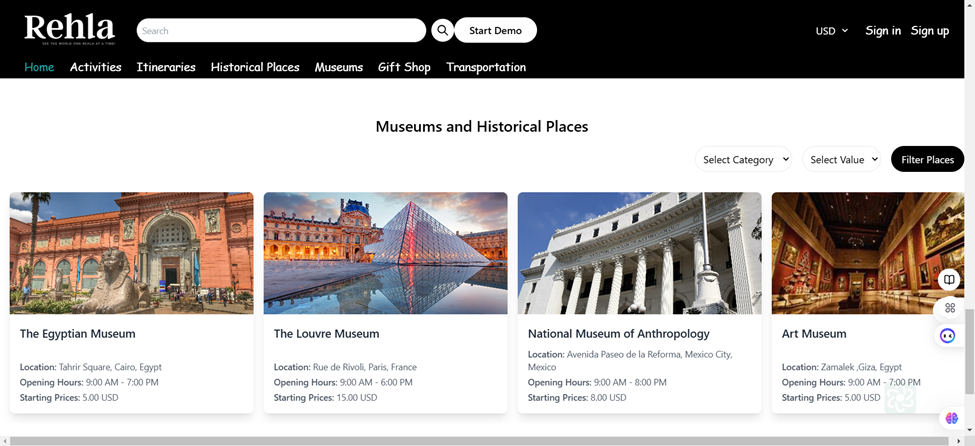 Rehla
SEE THE WORLD ONE REHLA AT A TIME!
Search
Start Demo
USD
Sign in
Sign up
Home
Activities
Itineraries
Historical Places
Museums
Gift Shop
Transportation
Museums and Historical Places
Select Category
Select Value
Filter Places
The Egyptian Museum
Location: Tahrir Square, Cairo, Egypt
Opening Hours: 9:00 AM - 7:00 PM
Starting Prices: 5.00 USD
The Louvre Museum
Location: Rue de Rivoli, Paris, France
Opening Hours: 9:00 AM - 6:00 PM
Starting Prices: 15.00 USD
National Museum of Anthropology
Location: Avenida Paseo de la Reforma, Mexico City,
Mexico
Opening Hours: 9:00 AM - 8:00 PM
Starting Prices: 8.00 USD
Art Museum
Location: Zamalek ,Giza, Egypt
Opening Hours: 9:00 AM - 7:00 PM
Starting Prices: 5.00 USD